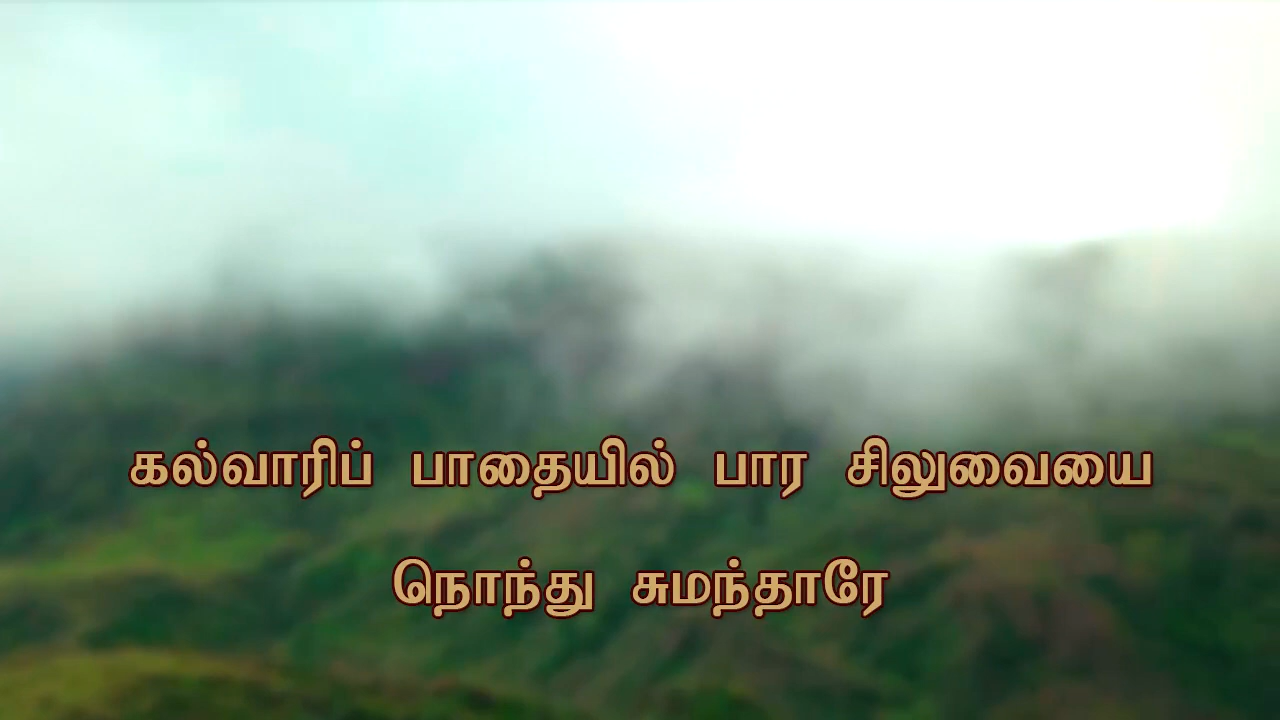 கல்வாரிப் பாதையில் பார சிலுவையை
நொந்து சுமந்தாரே